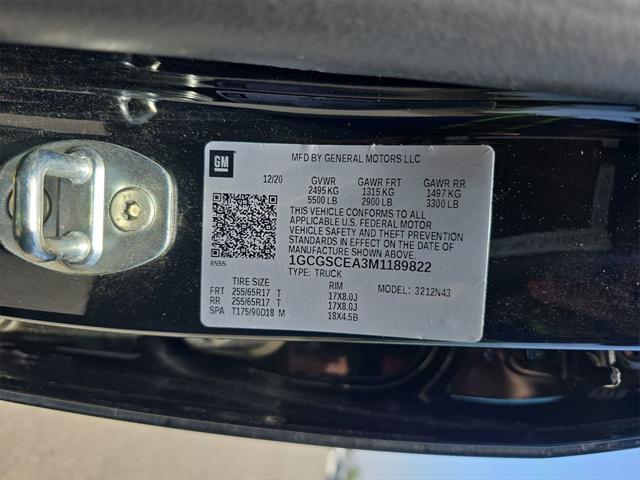 GM
MFD BY GENERAL MOTORS LLC
12/20 GVWR GAWR FRT GAWR RR
2495 KG 1315 KG 1497 KG
5500 LB 2900 LB 3300 LB
THIS VEHICLE CONFORMS TO ALL
APPLICABLE U.S. FEDERAL MOTOR
VEHICLE SAFETY AND THEFT PREVENTION
STANDARDS IN EFFECT ON THE DATE OF
MANUFACTURE SHOWN ABOVE.
8555
1GCGSCEA3M1189822
TYPE: TRUCK
TIRE SIZE RIM MODEL: 3212N43
FRT 255/65R17 T 17X8.0J
RR 255/65R17 T 17X8.0J
SPA T175/90D18 M 18X4.5B